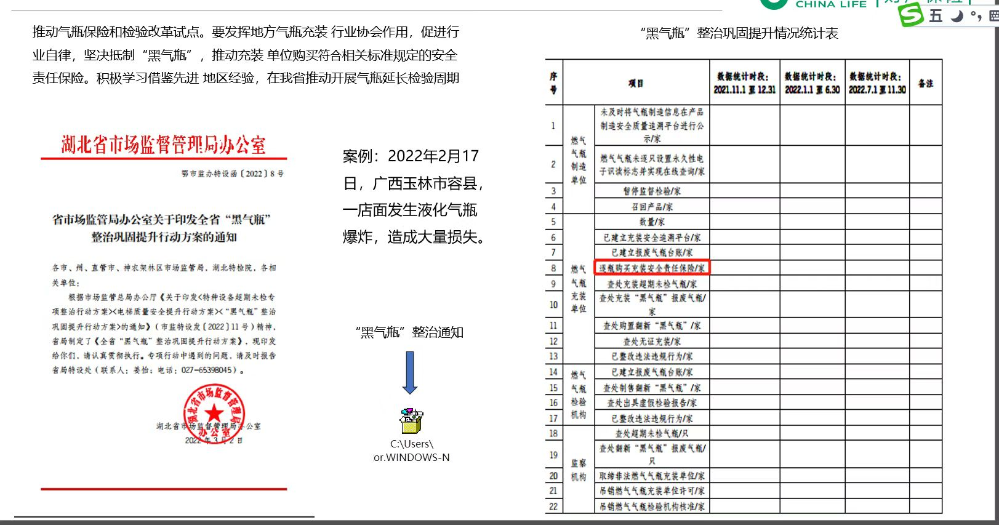 CHINA LIFE
五
推动气瓶保险和检验改革试点。要发挥地方气瓶充装 行业协会作用，促进行
业自律，坚决抵制“黑气瓶”，推动充装 单位购买符合相关标准规定的安全
责任保险。积极学习借鉴先进 地区经验，在我省推动开展气瓶延长检验周期
湖北省市场监督管理局办公室
鄂市监办特设函〔2022〕8 号
省市场监管局办公室关于印发全省“黑气瓶”
整治巩固提升行动方案的通知
各市、州、直管市、神农架林区市场监管局，湖北特检院，各相
关单位：
根据市场监管总局办公厅《关于印发<特种设备超期未检专
项整治行动方案><电梯质量安全提升行动方案><“黑气瓶”整治
巩固提升行动方案>的通知》（市监特设发〔2022〕11 号）精神，
省局制定了《全省“黑气瓶”整治巩固提升行动方案》，现印发
给你们，请认真贯彻执行。专项行动中遇到的问题，请及时报告
省局特设处（联系人：姜怡；电话：027-65398045）。
湖北省市场监督管理局办公室
湖北省市场监督管理局办公室
2022 年 3 月 2 日
案例：2022年2月17
日，广西玉林市容县，
一店面发生液化气瓶
爆炸，造成大量损失。
“黑气瓶”整治通知
C:\Users\
or.WINDOWS-N
“黑气瓶”整治巩固提升情况统计表
序号 项目 数据统计时段：2021.11.1 至 12.31 数据统计时段：2022.1.1 至 6.30 数据统计时段：2022.7.1 至 11.30 备注
燃气气瓶制造单位
1 未及时将气瓶制造信息在产品
制造安全质量追溯平台进行公
示/家
2 燃气气瓶未逐只设置永久性电
子识读标志并实现在线查询/家
3 暂停监督检验/家
4 召回产品/家
燃气气瓶充装单位
5 数量/家
6 已建立充装安全追溯平台/家
7 已建立报废气瓶台账/家
8 逐瓶购买充装安全责任保险/家
9 查处充装超期未检气瓶/家
10 查处充装“黑气瓶”报废气瓶/
家
11 查处购置翻新“黑气瓶”/家
12 查处无证充装/家
13 已整改违法违规行为/家
燃气气瓶检验机构
14 已建立报废气瓶台账/家
15 查处制售翻新“黑气瓶”/家
16 查处出具虚假检验报告/家
17 已整改违法违规行为/家
监察机构
18 查处超期未检气瓶/只
19 查处翻新“黑气瓶”报废气瓶/
只
20 取缔非法燃气气瓶充装单位/家
21 吊销燃气气瓶充装单位许可/家
22 吊销燃气气瓶检验机构核准/家